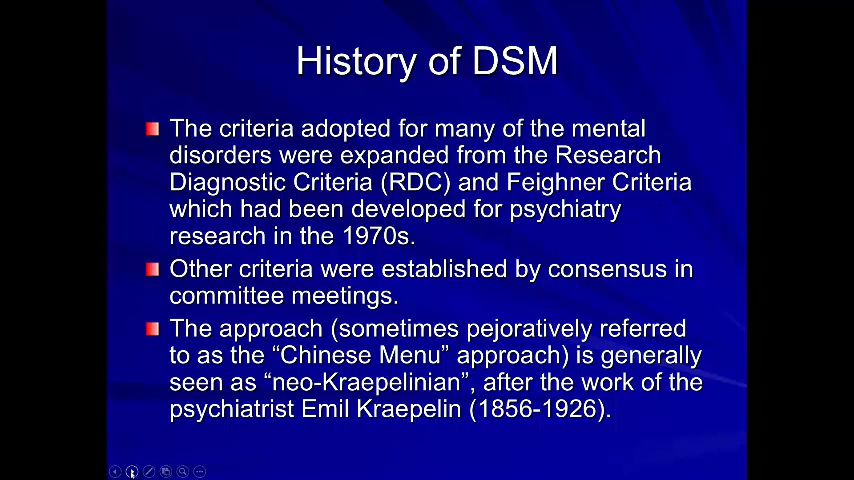 History of DSM
The criteria adopted for many of the mental
disorders were expanded from the Research
Diagnostic Criteria (RDC) and Feighner Criteria
which had been developed for psychiatry
research in the 1970s.
Other criteria were established by consensus in
committee meetings.
The approach (sometimes pejoratively referred
to as the “Chinese Menu” approach) is generally
seen as “neo-Kraepelinian”, after the work of the
psychiatrist Emil Kraepelin (1856-1926).